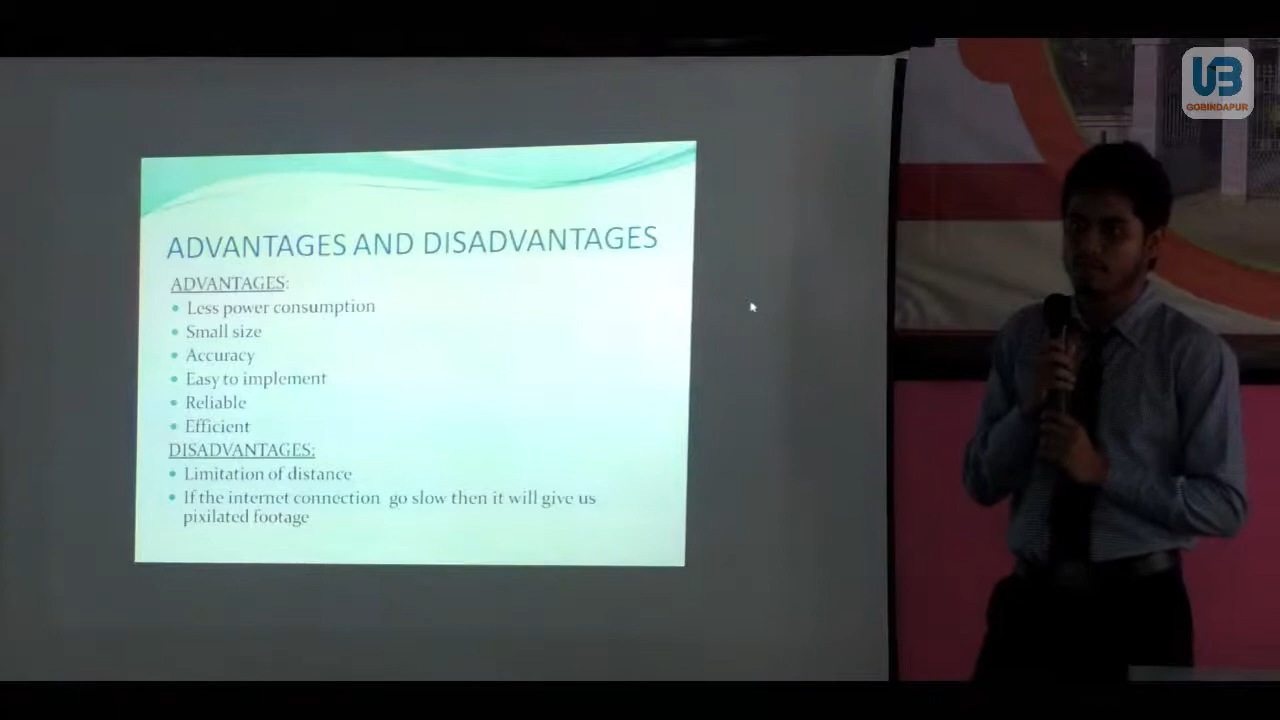 UB
GOBINDAPUR
ADVANTAGES AND DISADVANTAGES
ADVANTAGES:
• Less power consumption
• Small size
• Accuracy
• Easy to implement
• Reliable
• Efficient
DISADVANTAGES:
• Limitation of distance
• If the internet connection go slow then it will give us
pixilated footage